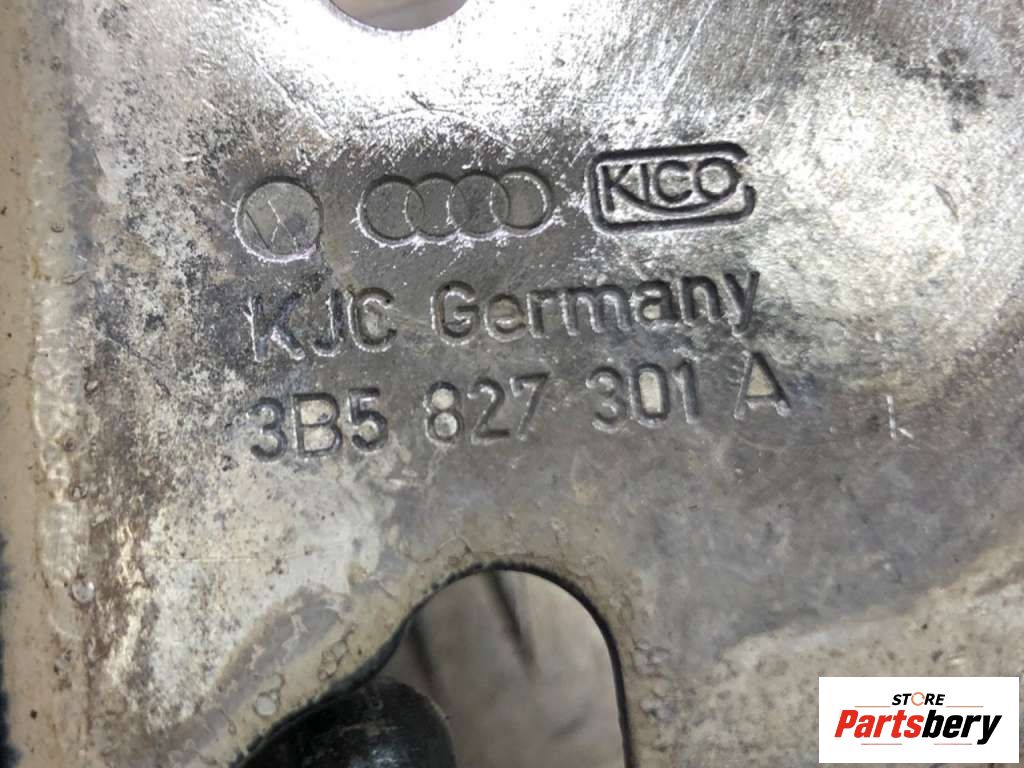 KICO
KJC Germany
3B5 827 301 A
k
STORE
Partsbery